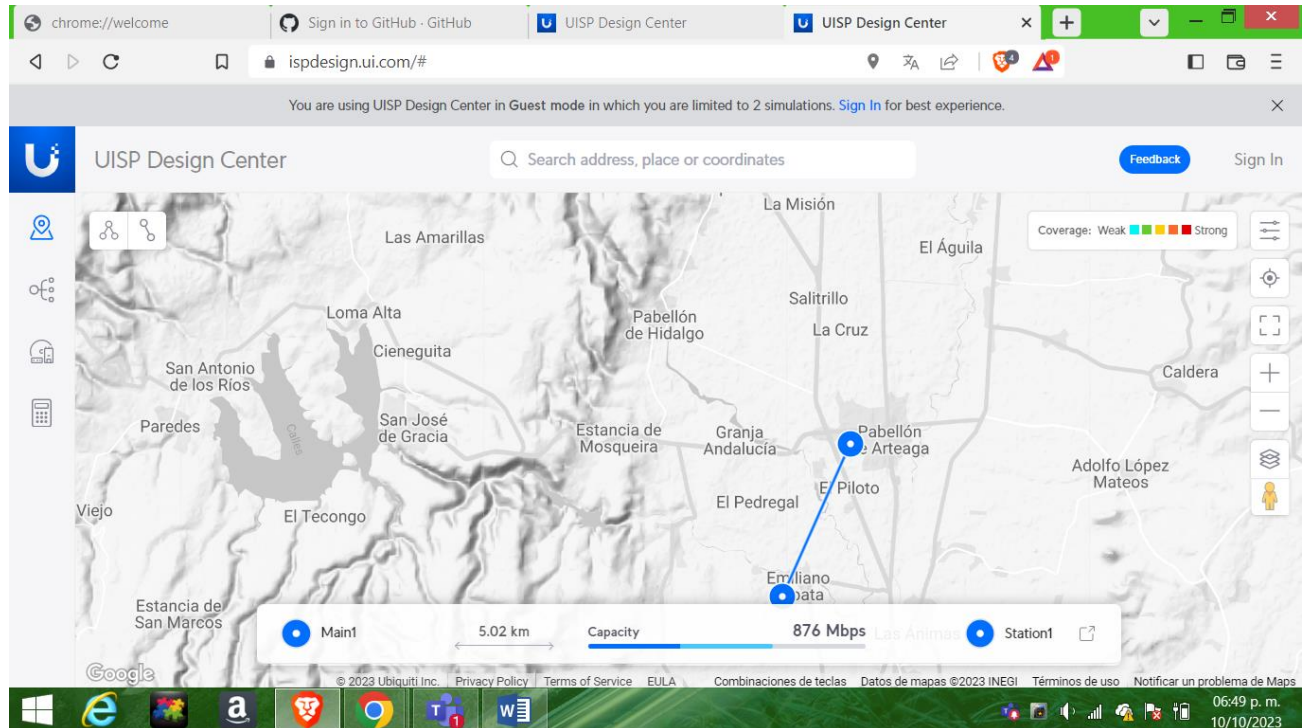 chrome://welcome
Sign in to GitHub · GitHub
UISP Design Center
UISP Design Center
ispdesign.ui.com/#
4
1
You are using UISP Design Center in Guest mode in which you are limited to 2 simulations. Sign In for best experience.
UISP Design Center
Search address, place or coordinates
Feedback
Sign In
Coverage: Weak Strong
La Misión
Las Amarillas
El Águila
Loma Alta
Salitrillo
Pabellón
de Hidalgo
La Cruz
Cieneguita
San Antonio
de los Ríos
Caldera
Paredes
Calles
San José
de Gracia
Estancia de
Mosqueira
Granja
Andalucía
Pabellón
e Arteaga
Adolfo López
Mateos
El Piloto
El Pedregal
Viejo
El Tecongo
Emiliano
pata
Estancia de
San Marcos
Main1
5.02 km
Capacity
876 Mbps
Las Ánimas
Station1
Google
© 2023 Ubiquiti Inc. Privacy Policy Terms of Service EULA Combinaciones de teclas Datos de mapas ©2023 INEGI Términos de uso Notificar un problema de Maps
06:49 p. m.
10/10/2023